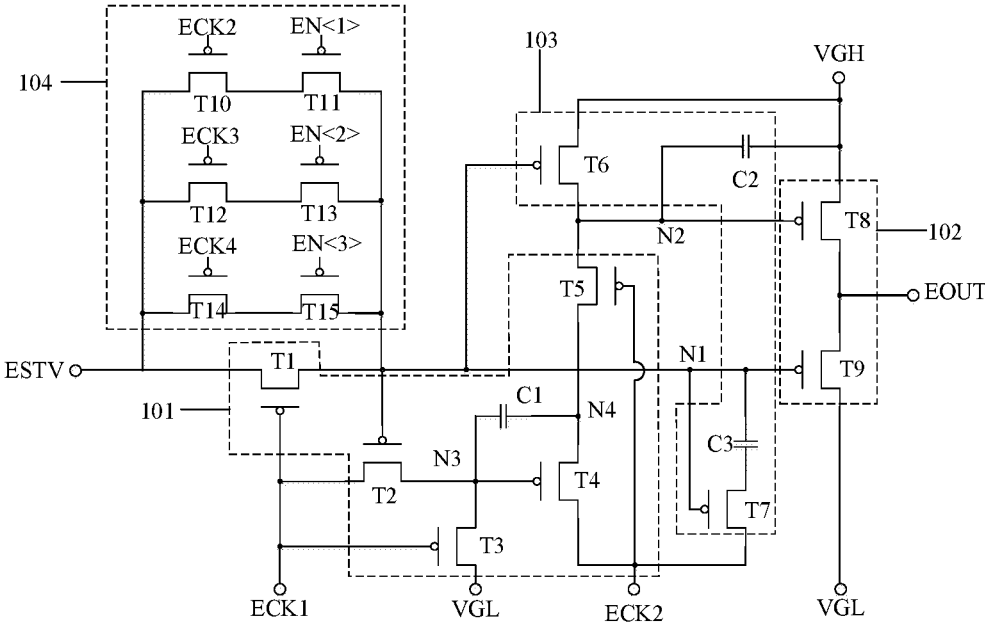 ECK2 EN<1>
103
VGH
104
T10 T11
ECK3 EN<2>
T6
C2
T12 T13
N2
T8
102
ECK4 EN<3>
T5
EOUT
T14 T15
T1
N1
ESTV
T9
101
C1
N4
C3
N3
T2
T4
T7
T3
ECK1
VGL
ECK2
VGL